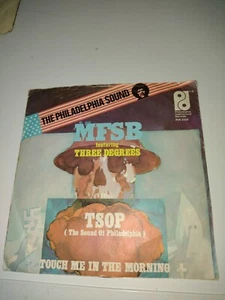 THE PHILADELPHIA SOUND
MFSB
featuring
THREE DEGREES
TSOP
( The Sound Of Philadelphia )
TOUCH ME IN THE MORNING